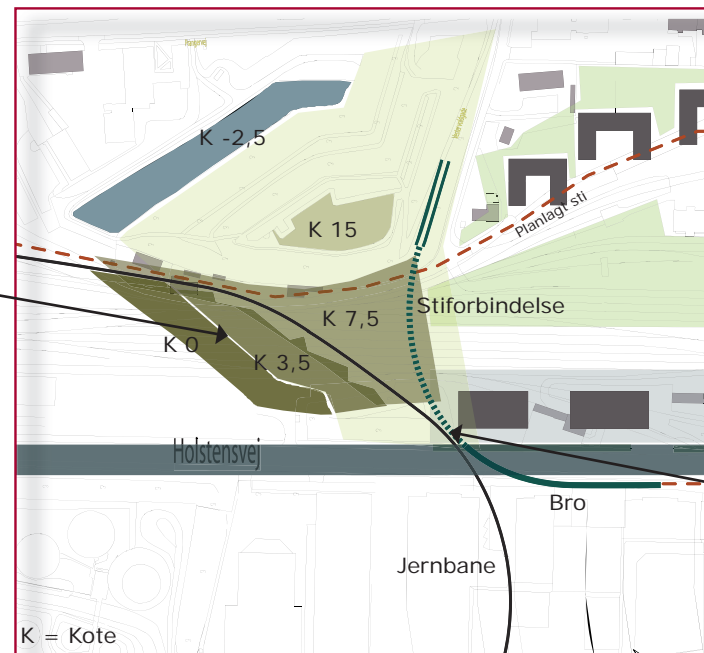 K -2,5
K 15
Planlagt sti
Stiforbindelse
K 7,5
K 0
K 3,5
Holstensvej
Bro
Jernbane
K = Kote